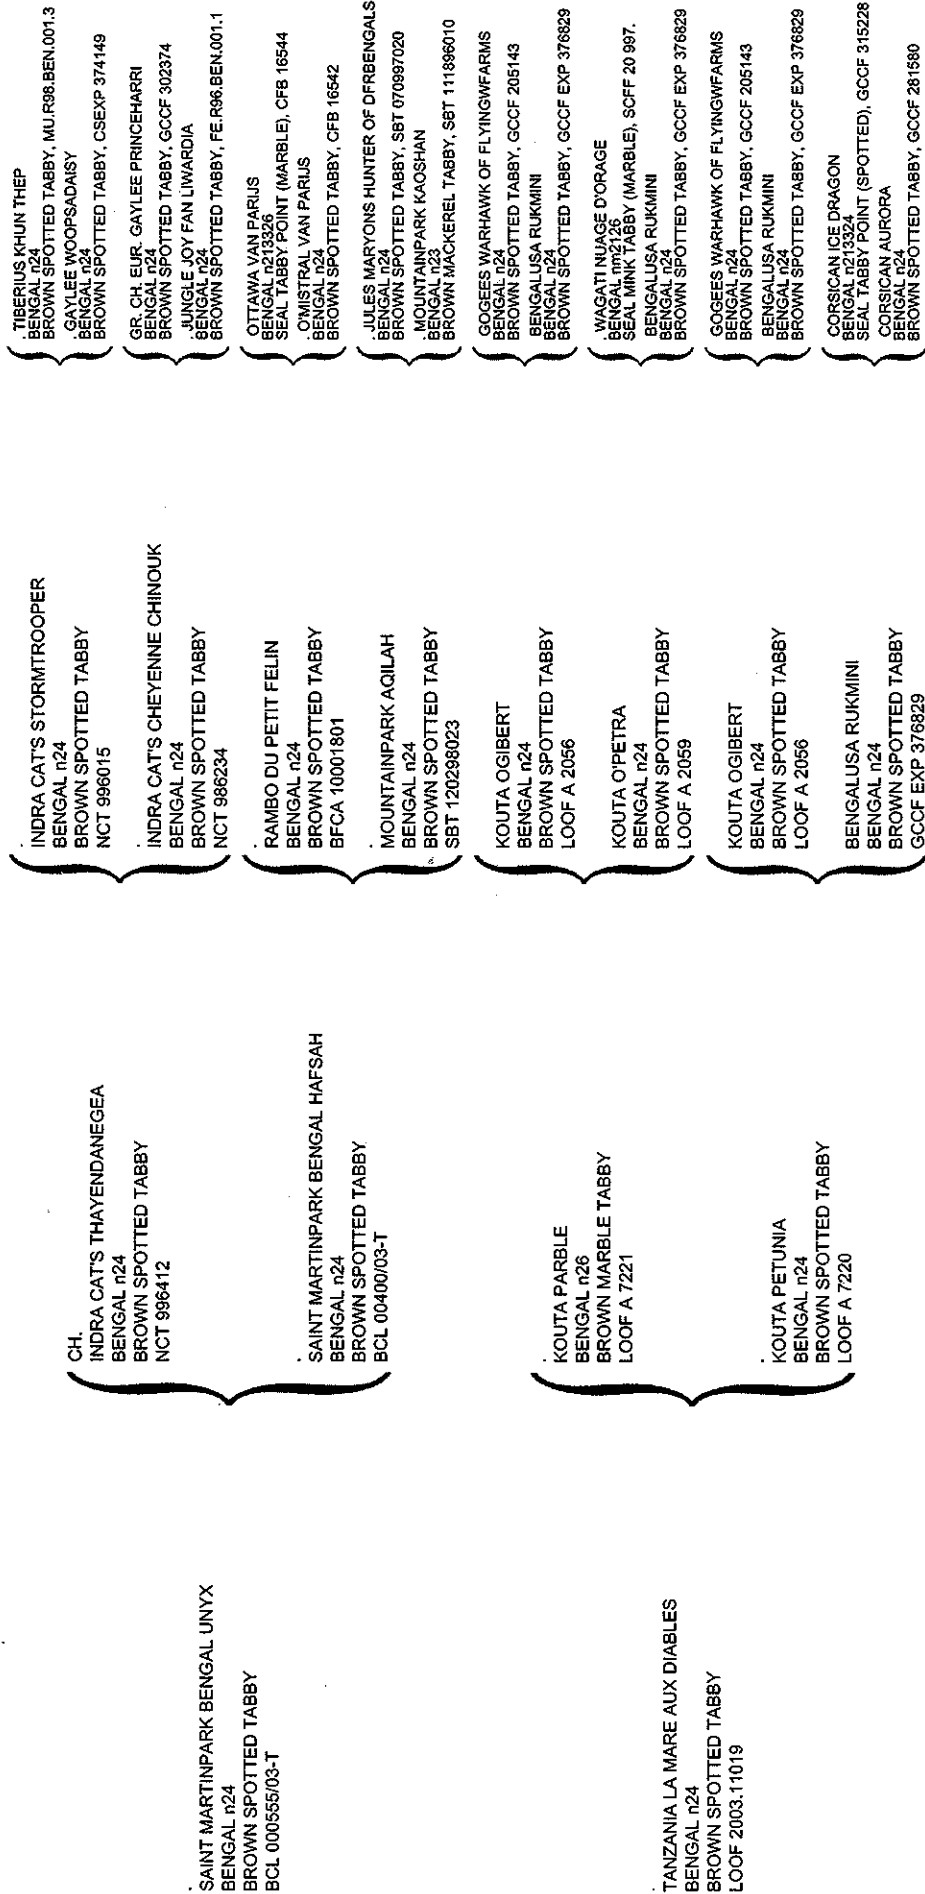 SAINT MARTINPARK BENGAL UNYX
BENGAL n24
BROWN SPOTTED TABBY
BCL 000555/03-T
TANZANIA LA MARE AUX DIABLES
BENGAL n24
BROWN SPOTTED TABBY
LOOF 2003.11019
CH.
INDRA CAT'S THAYENDANEGEA
BENGAL n24
BROWN SPOTTED TABBY
NCT 996412
SAINT MARTINPARK BENGAL HAFSAH
BENGAL n24
BROWN SPOTTED TABBY
BCL 00400/03-T
KOUTA PARBLE
BENGAL n26
BROWN MARBLE TABBY
LOOF A 7221
KOUTA PETUNIA
BENGAL n24
BROWN SPOTTED TABBY
LOOF A 7220
INDRA CAT'S STORMTROOPER
BENGAL n24
BROWN SPOTTED TABBY
NCT 996015
INDRA CAT'S CHEYENNE CHINOUK
BENGAL n24
BROWN SPOTTED TABBY
NCT 986234
RAMBO DU PETIT FELIN
BENGAL n24
BROWN SPOTTED TABBY
BFCA 10001801
MOUNTAINPARK AQILAH
BENGAL n24
BROWN SPOTTED TABBY
SBT 120298023
KOUTA OGIBERT
BENGAL n24
BROWN SPOTTED TABBY
LOOF A 2056
KOUTA O'PETRA
BENGAL n24
BROWN SPOTTED TABBY
LOOF A 2059
KOUTA OGIBERT
BENGAL n24
BROWN SPOTTED TABBY
LOOF A 2056
BENGALUSA RUKMINI
BENGAL n24
BROWN SPOTTED TABBY
GCCF EXP 376829
TIBERIUS KHUN THEP
BENGAL n24
BROWN SPOTTED TABBY, MU.R98.BEN.001.3
GAYLEE WOOPSADAISY
BENGAL n24
BROWN SPOTTED TABBY, CSEXP 374149
GR. CH. EUR. GAYLEE PRINCEHARRI
BENGAL n24
BROWN SPOTTED TABBY, GCCF 302374
JUNGLE JOY FAN LIWARDIA
BENGAL n24
BROWN SPOTTED TABBY, FE.R96.BEN.001.1
OTTAWA VAN PARIJS
BENGAL n213326
SEAL TABBY POINT (MARBLE), CFB 16544
O'MISTRAL VAN PARIJS
BENGAL n24
BROWN SPOTTED TABBY, CFB 16542
JULES MARYONS HUNTER OF DFRBENGALS
BENGAL n24
BROWN SPOTTED TABBY, SBT 070997020
MOUNTAINPARK KAOSHAN
BENGAL n23
BROWN MACKEREL TABBY, SBT 111896010
GOGEES WARHAWK OF FLYINGWFARMS
BENGAL n24
BROWN SPOTTED TABBY, GCCF 205143
BENGALUSA RUKMINI
BENGAL n24
BROWN SPOTTED TABBY, GCCF EXP 376829
WAGATI NUAGE D'ORAGE
BENGAL nm2126
SEAL MINK TABBY (MARBLE), SCFF 20 997.
BENGALUSA RUKMINI
BENGAL n24
BROWN SPOTTED TABBY, GCCF EXP 376829
GOGEES WARHAWK OF FLYINGWFARMS
BENGAL n24
BROWN SPOTTED TABBY, GCCF 205143
BENGALUSA RUKMINI
BENGAL n24
BROWN SPOTTED TABBY, GCCF EXP 376829
CORSICAN ICE DRAGON
BENGAL n213324
SEAL TABBY POINT (SPOTTED), GCCF 315228
CORSICAN AURORA
BENGAL n24
BROWN SPOTTED TABBY, GCCF 281580